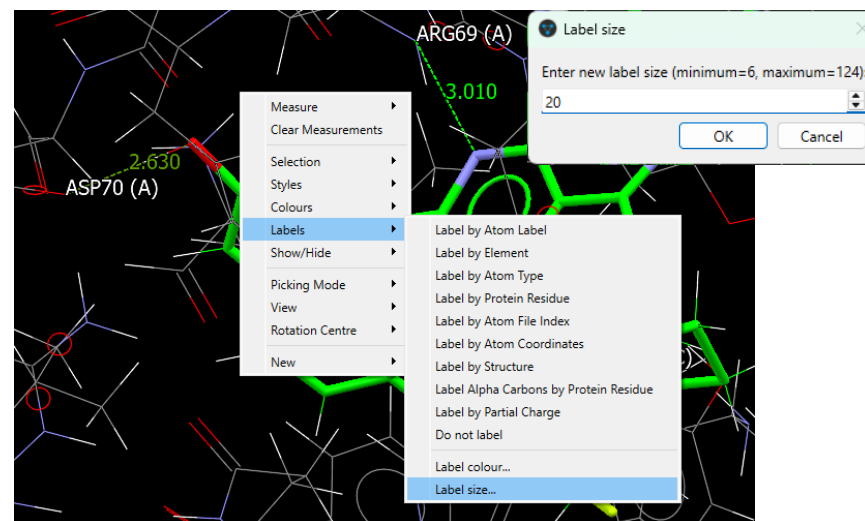 ARG69 (A)
3.010
2.630
ASP70 (A)
Measure
Clear Measurements
Selection
Styles
Colours
Labels
Show/Hide
Picking Mode
View
Rotation Centre
New
Label by Atom Label
Label by Element
Label by Atom Type
Label by Protein Residue
Label by Atom File Index
Label by Atom Coordinates
Label by Structure
Label Alpha Carbons by Protein Residue
Label by Partial Charge
Do not label
Label colour...
Label size...
Label size
Enter new label size (minimum=6, maximum=124):
20
OK Cancel